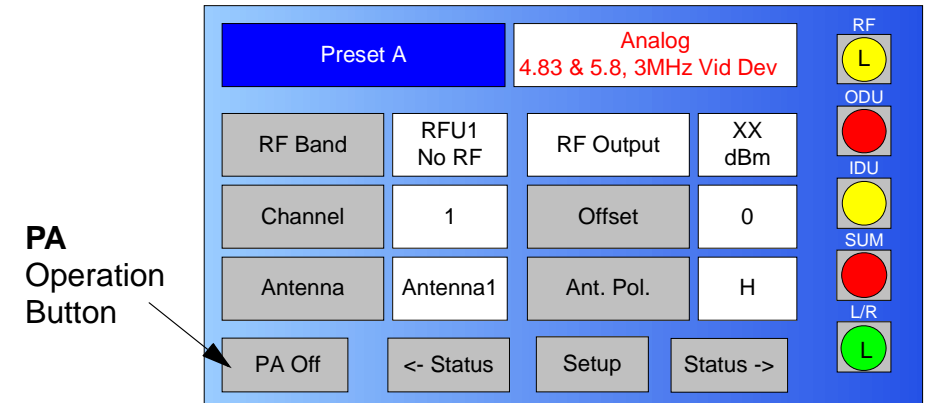 Preset A
Analog
4.83 & 5.8, 3MHz Vid Dev
RF
L
ODU
RF Band
RFU1
No RF
RF Output
XX
dBm
IDU
Channel
1
Offset
0
SUM
PA
Operation
Button
Antenna
Antenna1
Ant. Pol.
H
L/R
L
PA Off
<- Status
Setup
Status ->